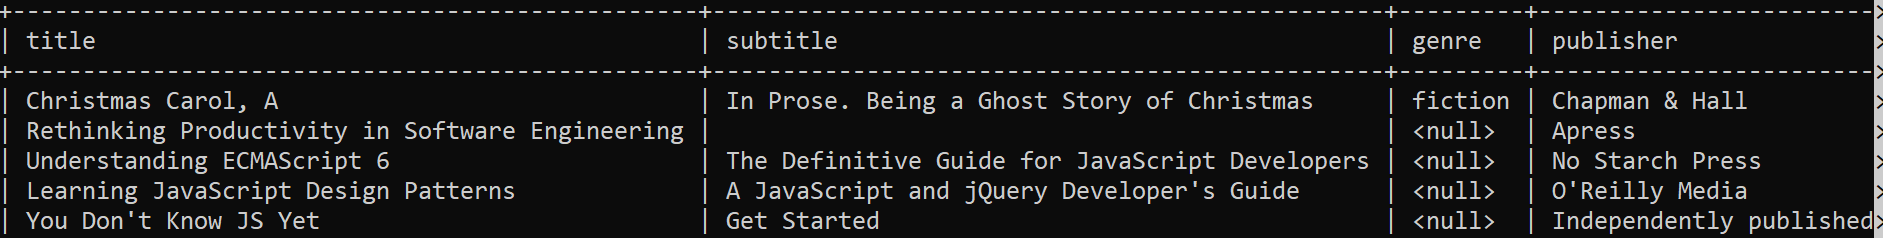 +-------------------------------------------------+------------------------------------------------+---------+------------------------>
| title                                           | subtitle                                       | genre   | publisher              >
+-------------------------------------------------+------------------------------------------------+---------+------------------------>
| Christmas Carol, A                              | In Prose. Being a Ghost Story of Christmas     | fiction | Chapman & Hall         >
| Rethinking Productivity in Software Engineering |                                                | <null>  | Apress                 >
| Understanding ECMAScript 6                      | The Definitive Guide for JavaScript Developers | <null>  | No Starch Press        >
| Learning JavaScript Design Patterns             | A JavaScript and jQuery Developer's Guide      | <null>  | O'Reilly Media         >
| You Don't Know JS Yet                           | Get Started                                    | <null>  | Independently published>